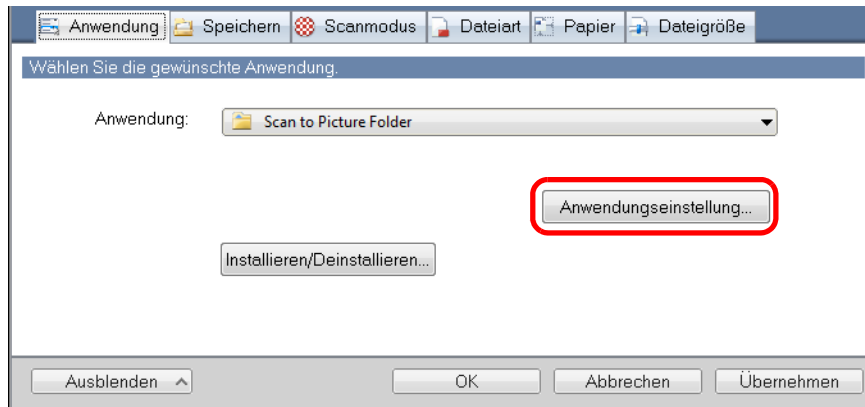 Anwendung Speichern Scanmodus Dateiart Papier Dateigröße
Wählen Sie die gewünschte Anwendung.
Anwendung: Scan to Picture Folder
Anwendungseinstellung...
Installieren/Deinstallieren...
Ausblenden OK Abbrechen Übernehmen